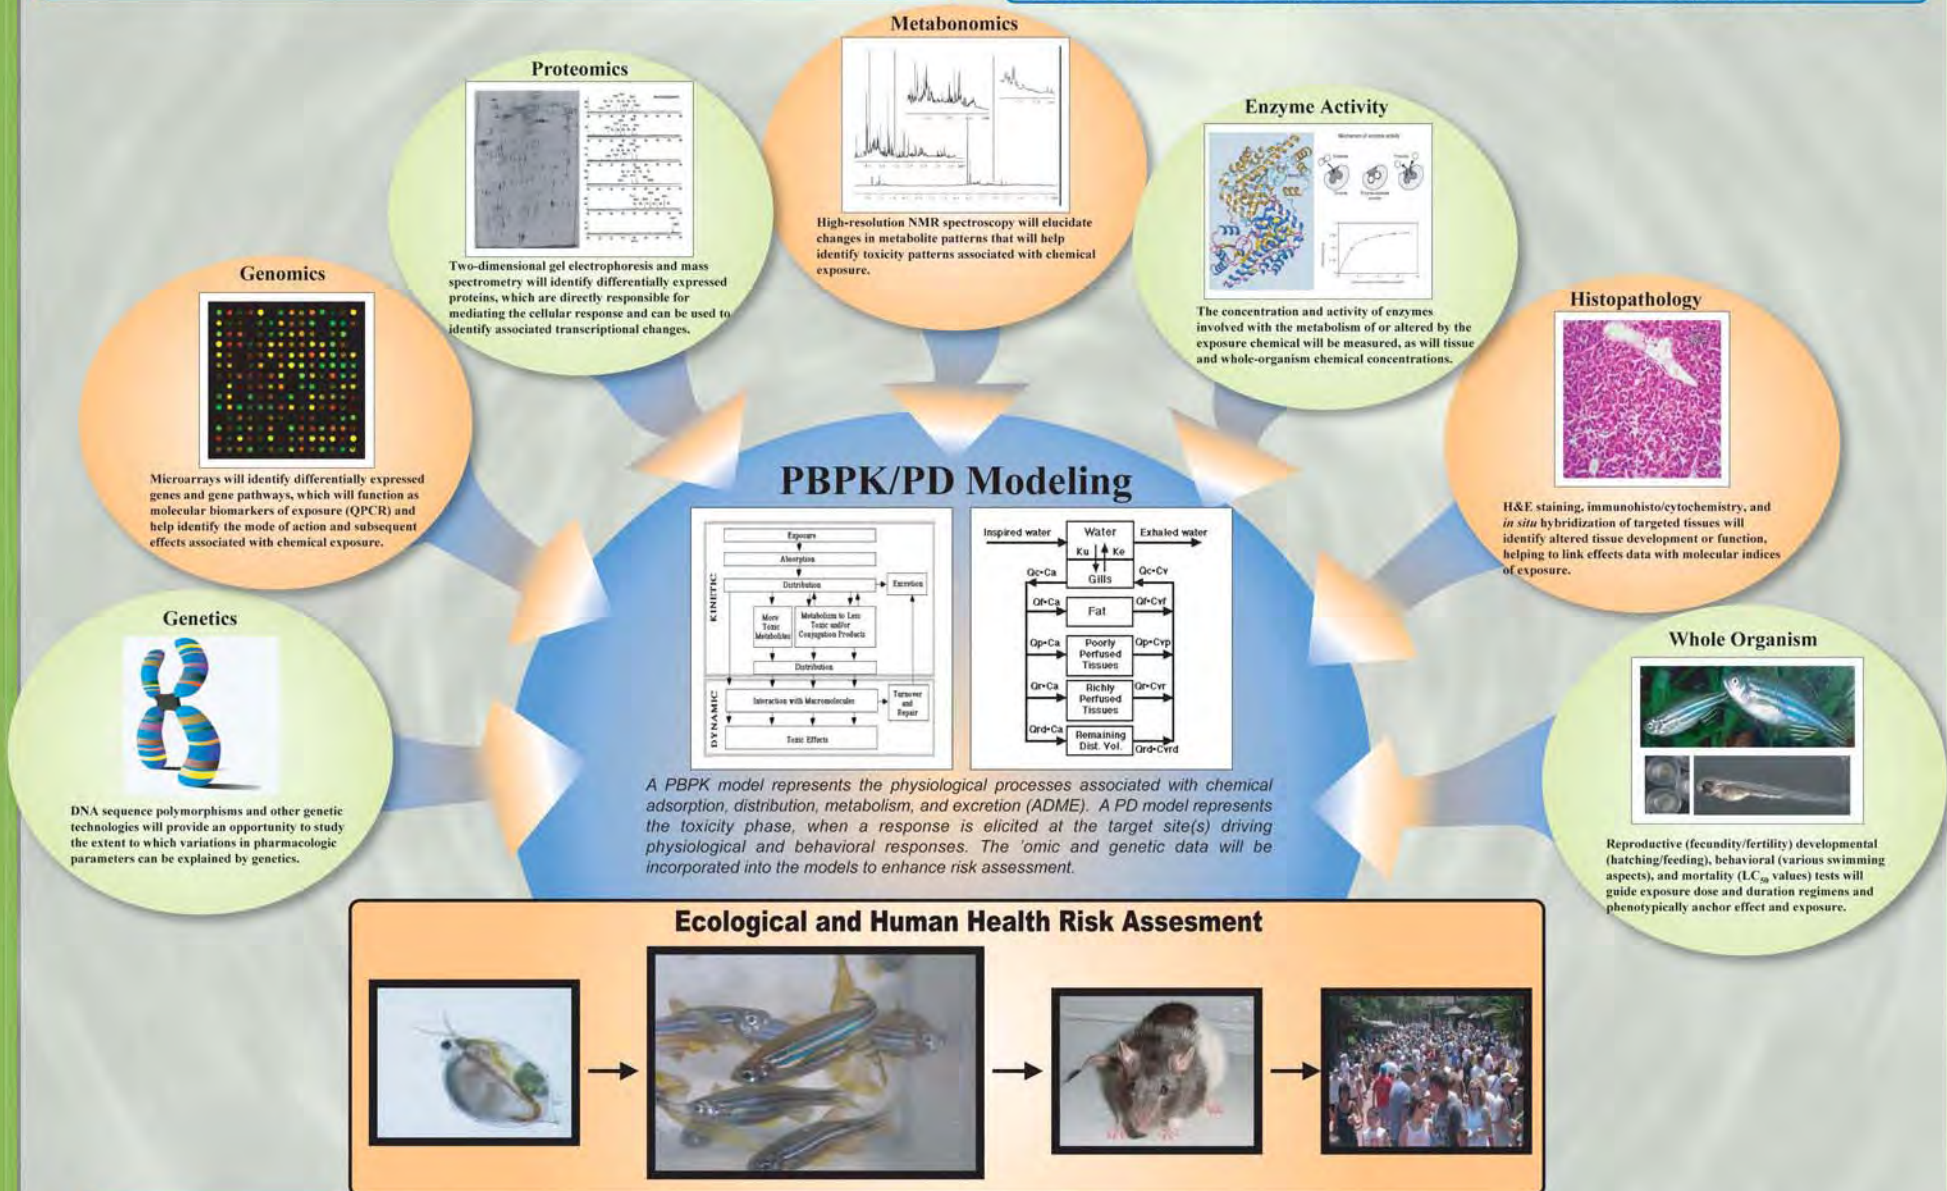 Metabonomics
High-resolution NMR spectroscopy will elucidate
changes in metabolite patterns that will help
identify toxicity patterns associated with chemical
exposure.
Proteomics
Two-dimensional gel electrophoresis and mass
spectrometry will identify differentially expressed
proteins, which are directly responsible for
mediating the cellular response and can be used to
identify associated transcriptional changes.
Enzyme Activity
Mechanism of enzyme activity
The concentration and activity of enzymes
involved with the metabolism of or altered by the
exposure chemical will be measured, as will tissue
and whole-organism chemical concentrations.
Genomics
Microarrays will identify differentially expressed
genes and gene pathways, which will function as
molecular biomarkers of exposure (QPCR) and
help identify the mode of action and subsequent
effects associated with chemical exposure.
Histopathology
H&E staining, immunohisto/cytochemistry, and
in situ hybridization of targeted tissues will
identify altered tissue development or function,
helping to link effects data with molecular indices
of exposure.
Genetics
DNA sequence polymorphisms and other genetic
technologies will provide an opportunity to study
the extent to which variations in pharmacologic
parameters can be explained by genetics.
Whole Organism
Reproductive (fecundity/fertility) developmental
(hatching/feeding), behavioral (various swimming
aspects), and mortality (LC50 values) tests will
guide exposure dose and duration regimens and
phenotypically anchor effect and exposure.
PBPK/PD Modeling
KINETIC
Exposure
Absorption
Distribution
Excretion
More
Toxic
Metabolites
Metabolism to Less
Toxic and/or
Conjugation Products
Distribution
DYNAMIC
Interaction with Macromolecules
Turnover
and
Repair
Toxic Effects
Inspired water
Water
Exhaled water
Ku
Ke
Gills
Qc•Ca
Qc•Cv
Qf•Ca
Fat
Qf•Cvf
Qp•Ca
Poorly
Perfused
Tissues
Qp•Cvp
Qr•Ca
Richly
Perfused
Tissues
Qr•Cvr
Qrd•Ca
Remaining
Dist. Vol.
Qrd•Cvrd
A PBPK model represents the physiological processes associated with chemical
adsorption, distribution, metabolism, and excretion (ADME). A PD model represents
the toxicity phase, when a response is elicited at the target site(s) driving
physiological and behavioral responses. The 'omic and genetic data will be
incorporated into the models to enhance risk assessment.
Ecological and Human Health Risk Assesment